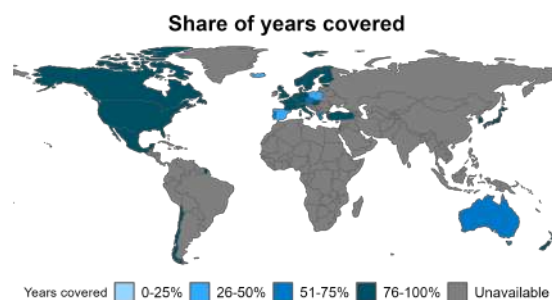 Share of years covered
Years covered 0-25% 26-50% 51-75% 76-100% Unavailable